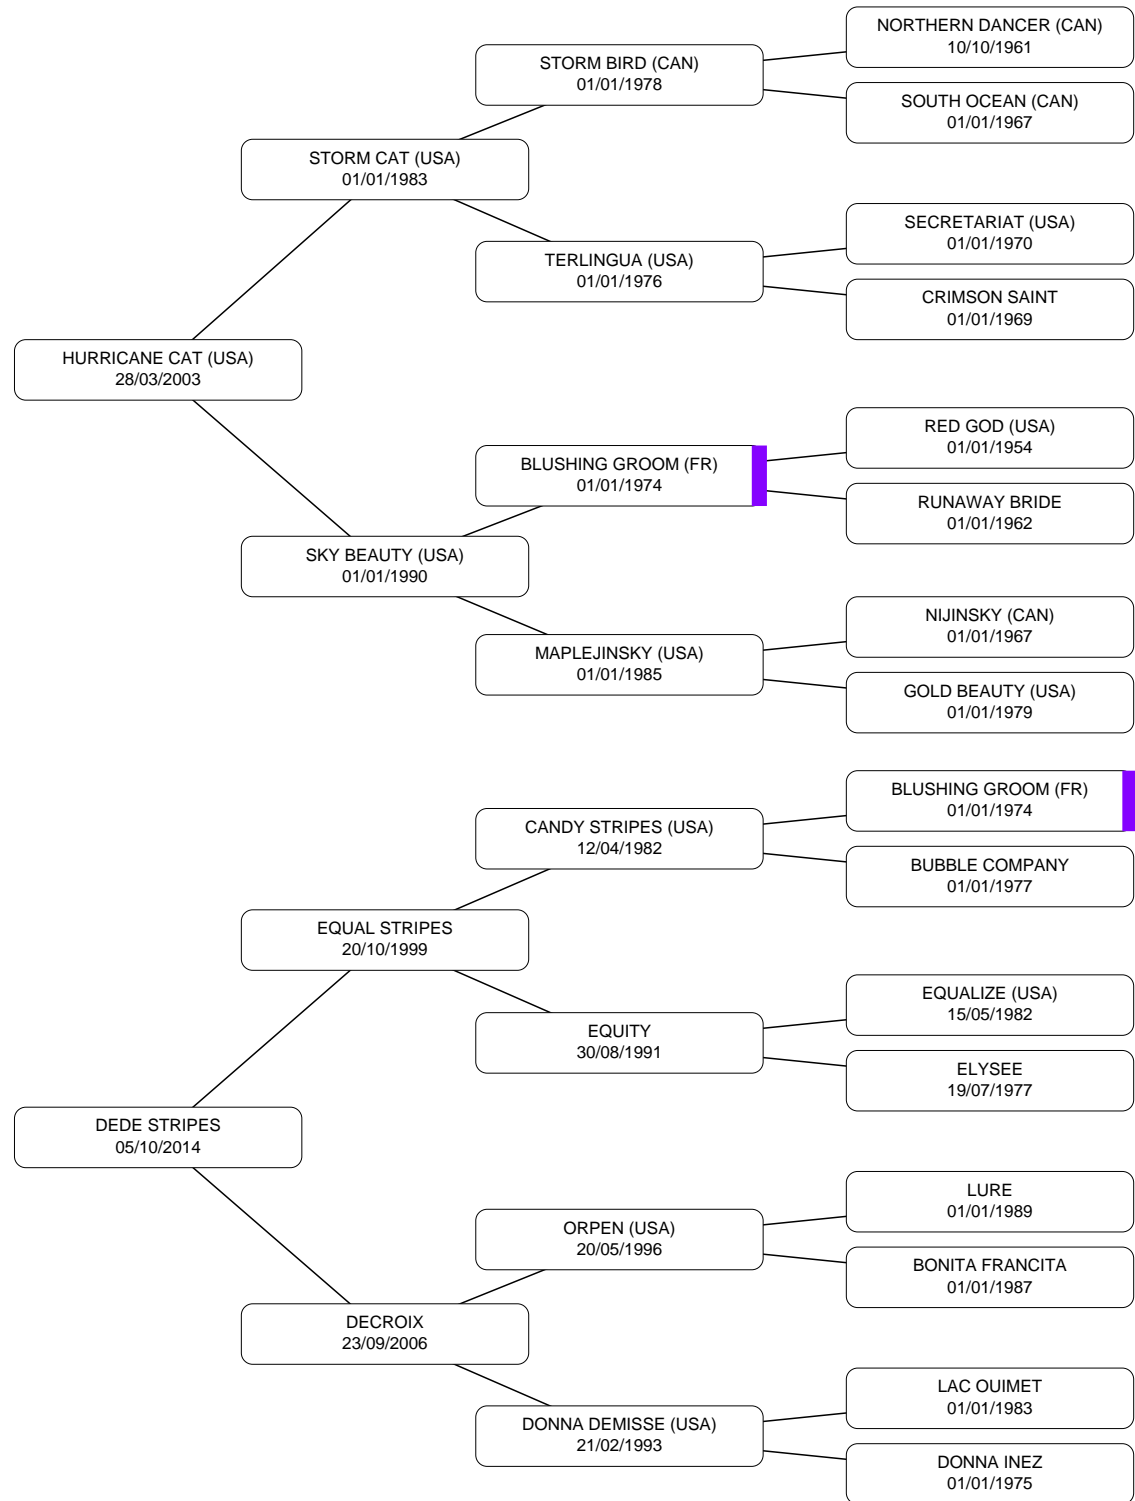 NORTHERN DANCER (CAN)
10/10/1961
STORM BIRD (CAN)
01/01/1978
SOUTH OCEAN (CAN)
01/01/1967
STORM CAT (USA)
01/01/1983
SECRETARIAT (USA)
01/01/1970
TERLINGUA (USA)
01/01/1976
CRIMSON SAINT
01/01/1969
HURRICANE CAT (USA)
28/03/2003
RED GOD (USA)
01/01/1954
BLUSHING GROOM (FR)
01/01/1974
RUNAWAY BRIDE
01/01/1962
SKY BEAUTY (USA)
01/01/1990
NIJINSKY (CAN)
01/01/1967
MAPLEJINSKY (USA)
01/01/1985
GOLD BEAUTY (USA)
01/01/1979
BLUSHING GROOM (FR)
01/01/1974
CANDY STRIPES (USA)
12/04/1982
BUBBLE COMPANY
01/01/1977
EQUAL STRIPES
20/10/1999
EQUALIZE (USA)
15/05/1982
EQUITY
30/08/1991
ELYSEE
19/07/1977
DEDE STRIPES
05/10/2014
LURE
01/01/1989
ORPEN (USA)
20/05/1996
BONITA FRANCITA
01/01/1987
DECROIX
23/09/2006
LAC OUIMET
01/01/1983
DONNA DEMISSE (USA)
21/02/1993
DONNA INEZ
01/01/1975